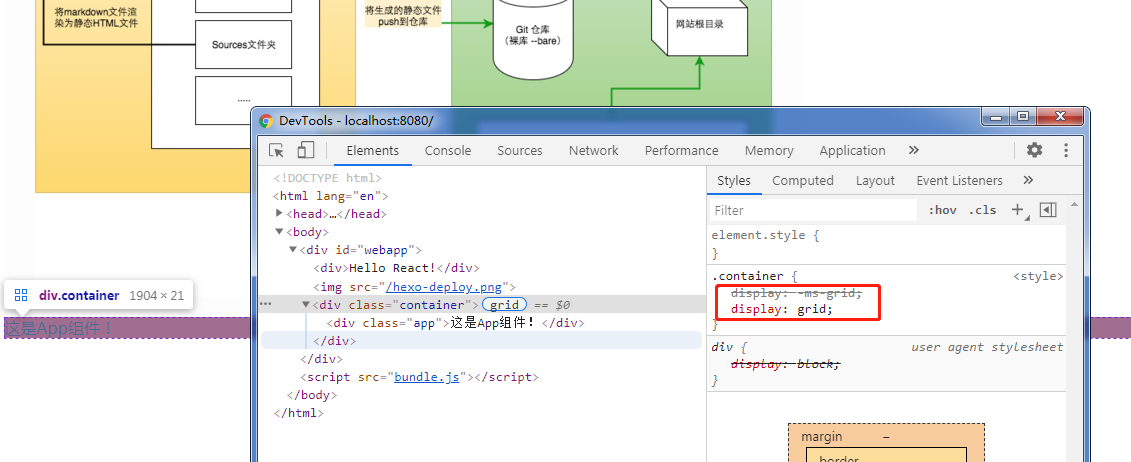 将markdown文件渲
染为静态HTML文件
Sources文件夹
.....
将生成的静态文件
push到仓库
Git 仓库
(裸库 --bare)
网站根目录
DevTools - localhost:8080/
Elements
Console
Sources
Network
Performance
Memory
Application
»
<!DOCTYPE html>
<html lang="en">
<head>…</head>
<body>
<div id="webapp">
<div>Hello React!</div>
<img src="/hexo-deploy.png">
<div class="container"> grid == $0
<div class="app">这是App组件!</div>
</div>
</div>
<script src="bundle.js"></script>
</body>
</html>
Styles
Computed
Layout
Event Listeners
»
Filter
:hov
.cls
element.style {
}
.container {
<style>
display: -ms-grid;
display: grid;
}
div {
user agent stylesheet
display: block;
}
margin
–
div.container 1904 × 21
这是App组件!